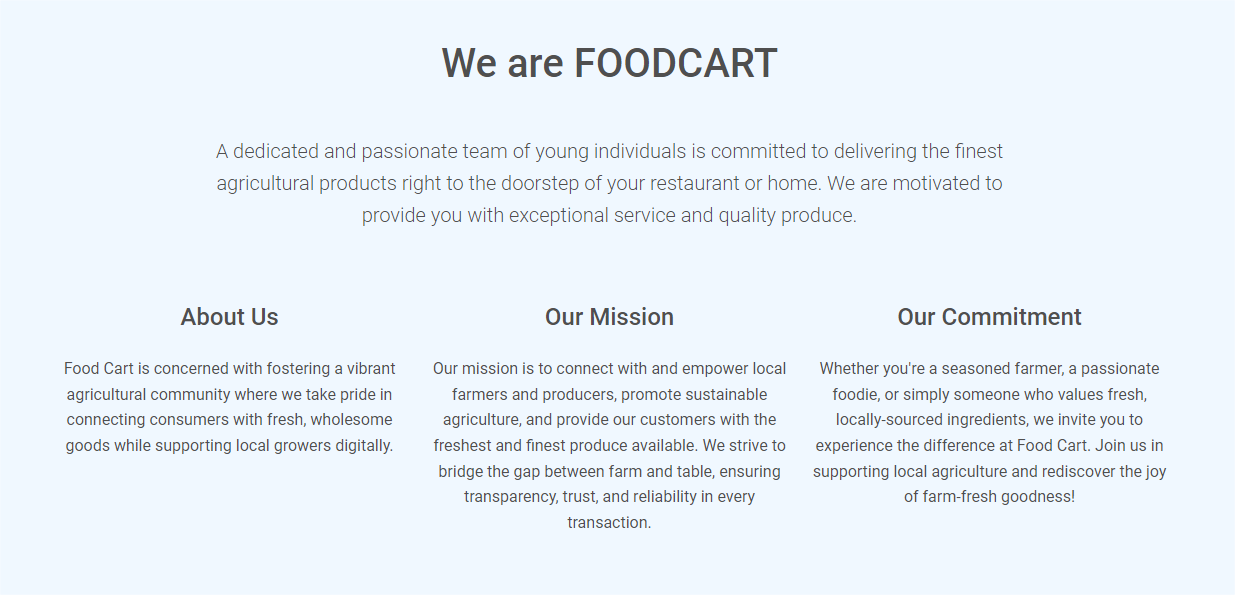 We are FOODCART
A dedicated and passionate team of young individuals is committed to delivering the finest
agricultural products right to the doorstep of your restaurant or home. We are motivated to
provide you with exceptional service and quality produce.
About Us
Food Cart is concerned with fostering a vibrant
agricultural community where we take pride in
connecting consumers with fresh, wholesome
goods while supporting local growers digitally.
Our Mission
Our mission is to connect with and empower local
farmers and producers, promote sustainable
agriculture, and provide our customers with the
freshest and finest produce available. We strive to
bridge the gap between farm and table, ensuring
transparency, trust, and reliability in every
transaction.
Our Commitment
Whether you're a seasoned farmer, a passionate
foodie, or simply someone who values fresh,
locally-sourced ingredients, we invite you to
experience the difference at Food Cart. Join us in
supporting local agriculture and rediscover the joy
of farm-fresh goodness!